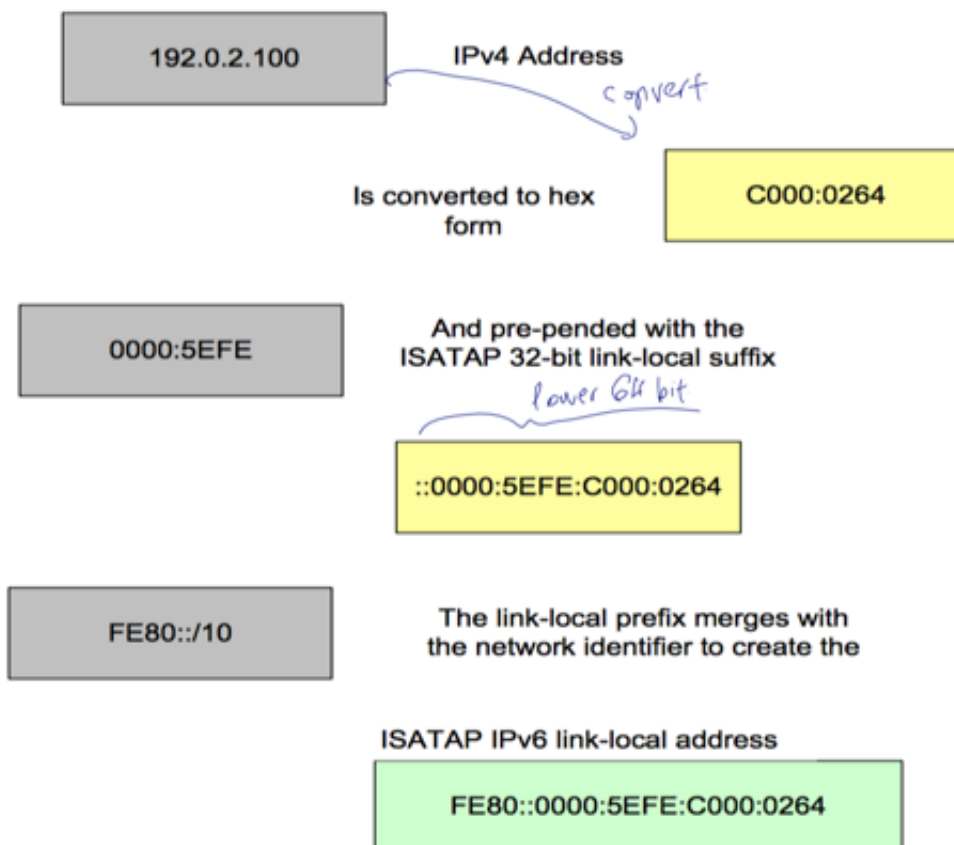 192.0.2.100
IPv4 Address
convert
Is converted to hex
form
C000:0264
0000:5EFE
And pre-pended with the
ISATAP 32-bit link-local suffix
lower 64 bit
::0000:5EFE:C000:0264
FE80::/10
The link-local prefix merges with
the network identifier to create the
ISATAP IPv6 link-local address
FE80::0000:5EFE:C000:0264